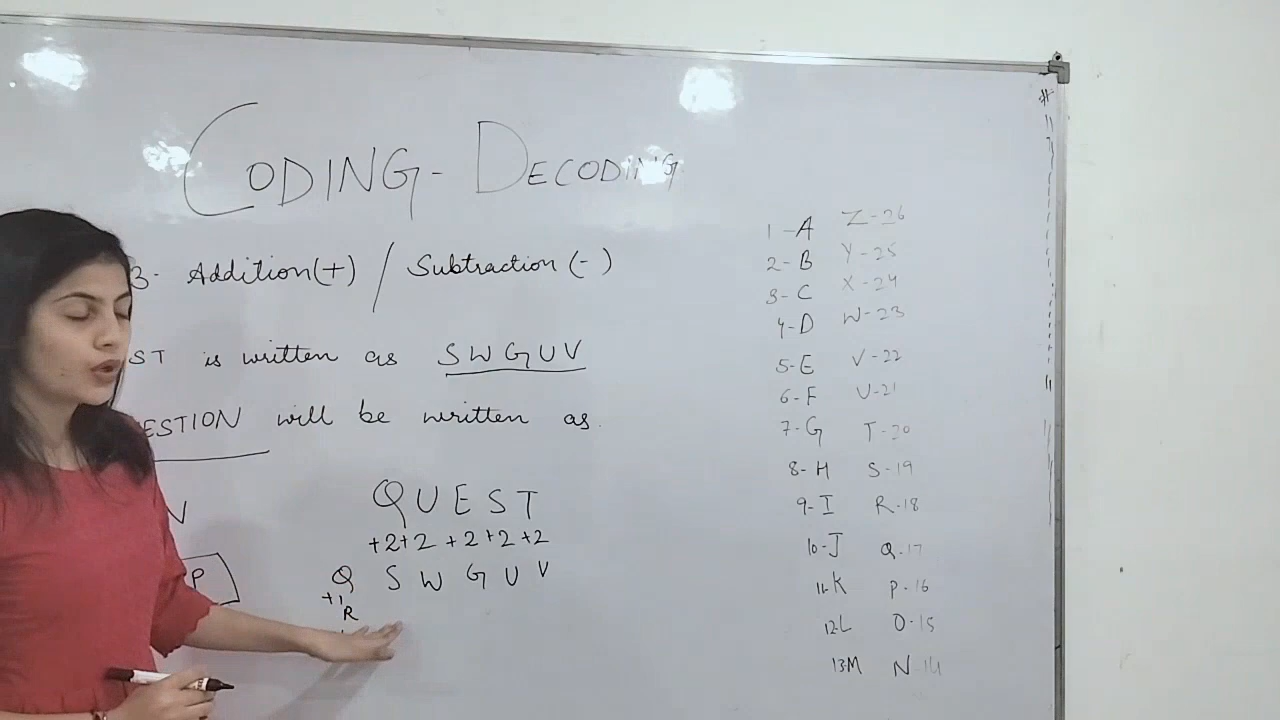 CODING-DECODING
3- Addition(+) / Subtraction(-)
ST is written as SWGUV
ESTION will be written as.
QUEST
+2+2 +2+2+2
Q S W G U V
+1
R
N
P
1-A Z-26
2-B Y-25
3-C X-24
4-D W-23
5-E V-22
6-F U-21
7-G T-20
8-H S-19
9-I R-18
10-J Q-17
11-K P-16
12-L O-15
13-M N-14